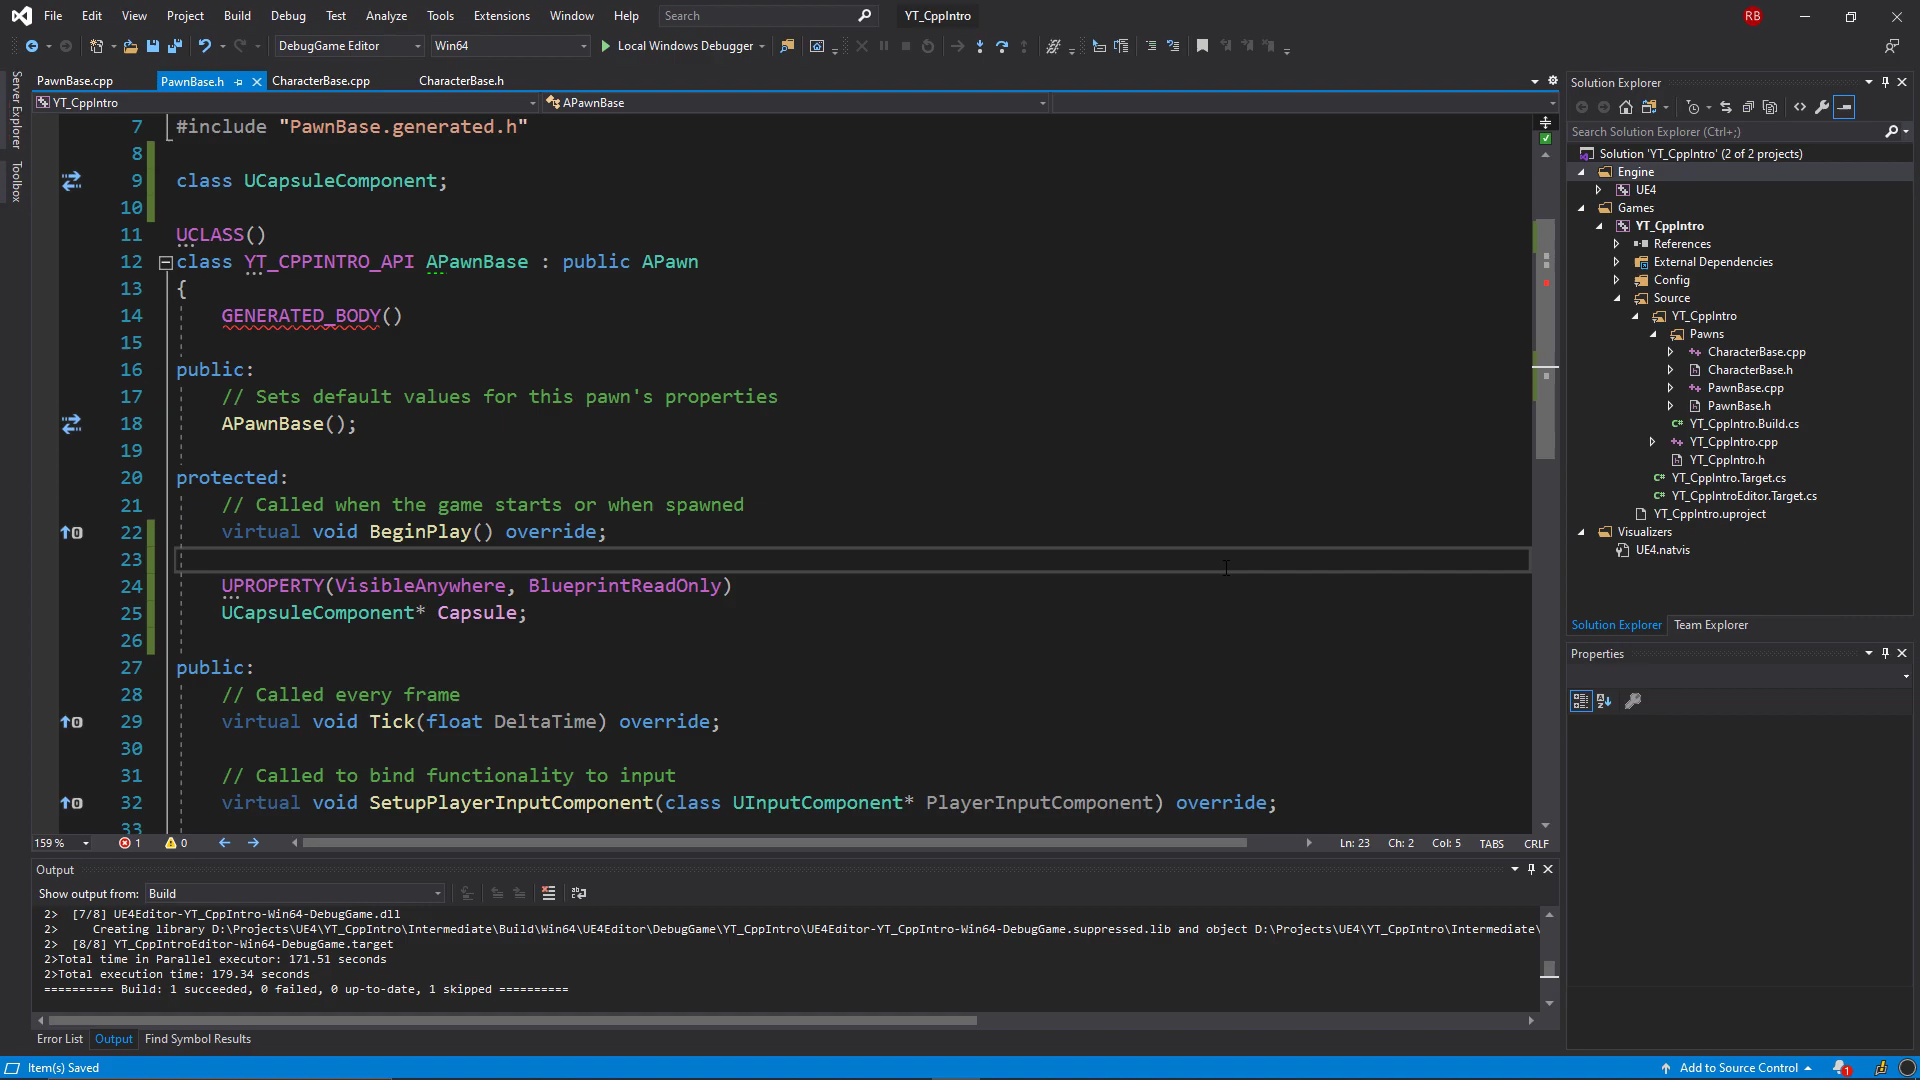 File Edit View Project Build Debug Test Analyze Tools Extensions Window Help Search YT_CppIntro RB
DebugGame Editor Win64 Local Windows Debugger
PawnBase.cpp PawnBase.h CharacterBase.cpp CharacterBase.h
YT_CppIntro APawnBase
Server Explorer
Toolbox
7 #include "PawnBase.generated.h"
8
9 class UCapsuleComponent;
10
11 UCLASS()
12 class YT_CPPINTRO_API APawnBase : public APawn
13 {
14 GENERATED_BODY()
15
16 public:
17 // Sets default values for this pawn's properties
18 APawnBase();
19
20 protected:
21 // Called when the game starts or when spawned
22 virtual void BeginPlay() override;
23
24 UPROPERTY(VisibleAnywhere, BlueprintReadOnly)
25 UCapsuleComponent* Capsule;
26
27 public:
28 // Called every frame
29 virtual void Tick(float DeltaTime) override;
30
31 // Called to bind functionality to input
32 virtual void SetupPlayerInputComponent(class UInputComponent* PlayerInputComponent) override;
33
159 % 1 0 Ln: 23 Ch: 2 Col: 5 TABS CRLF
Output
Show output from: Build
2> [7/8] UE4Editor-YT_CppIntro-Win64-DebugGame.dll
2> Creating library D:\Projects\UE4\YT_CppIntro\Intermediate\Build\Win64\UE4Editor\DebugGame\YT_CppIntro\UE4Editor-YT_CppIntro-Win64-DebugGame.suppressed.lib and object D:\Projects\UE4\YT_CppIntro\Intermediate\
2> [8/8] YT_CppIntroEditor-Win64-DebugGame.target
2>Total time in Parallel executor: 171.51 seconds
2>Total execution time: 179.34 seconds
========== Build: 1 succeeded, 0 failed, 0 up-to-date, 1 skipped ==========
Error List Output Find Symbol Results
Solution Explorer
Search Solution Explorer (Ctrl+;)
Solution 'YT_CppIntro' (2 of 2 projects)
Engine
UE4
Games
YT_CppIntro
References
External Dependencies
Config
Source
YT_CppIntro
Pawns
CharacterBase.cpp
CharacterBase.h
PawnBase.cpp
PawnBase.h
YT_CppIntro.Build.cs
YT_CppIntro.cpp
YT_CppIntro.h
YT_CppIntro.Target.cs
YT_CppIntroEditor.Target.cs
YT_CppIntro.uproject
Visualizers
UE4.natvis
Solution Explorer Team Explorer
Properties
Item(s) Saved Add to Source Control 1